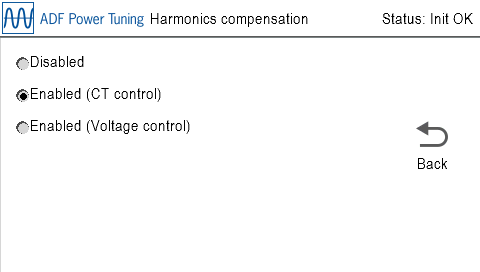 ADF Power Tuning Harmonics compensation Status: Init OK
Disabled
Enabled (CT control)
Enabled (Voltage control)
Back